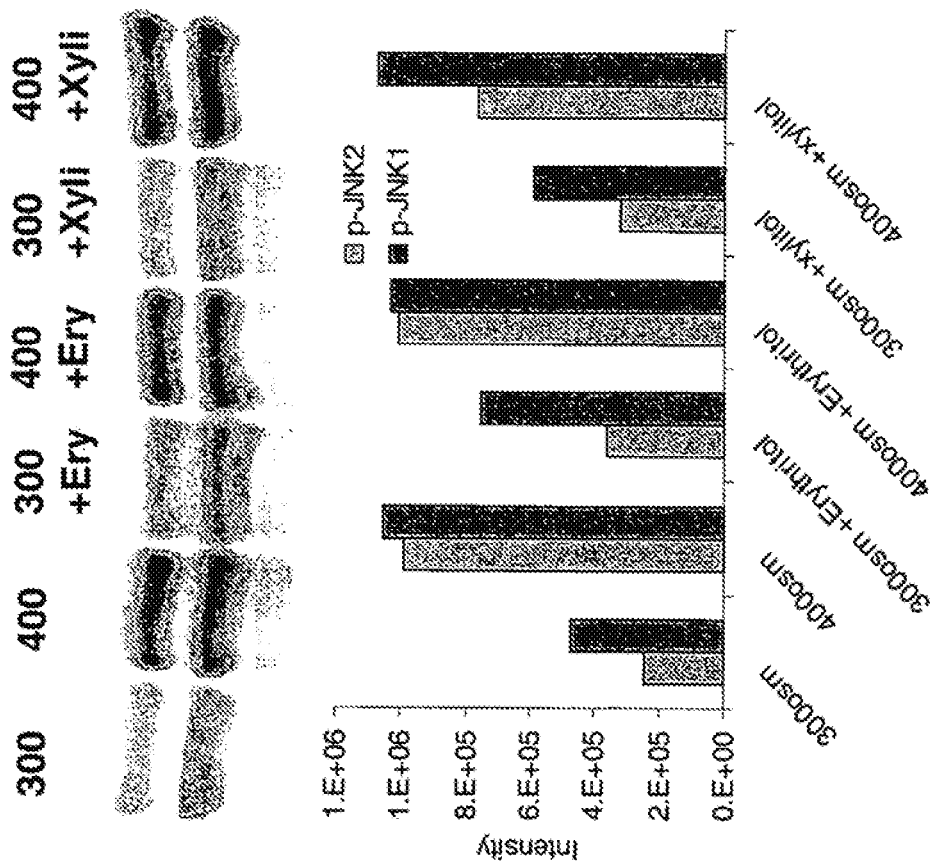 300 400 300 400 300 400
+Ery +Ery +Xyli +Xyli
1.E+06
1.E+06
8.E+05
6.E+05
4.E+05
2.E+05
0.E+00
Intensity
p-JNK2
p-JNK1
300osm
400osm
300osm + Erythritol
400osm + Erythritol
300osm +xylitol
400osm +xylitol